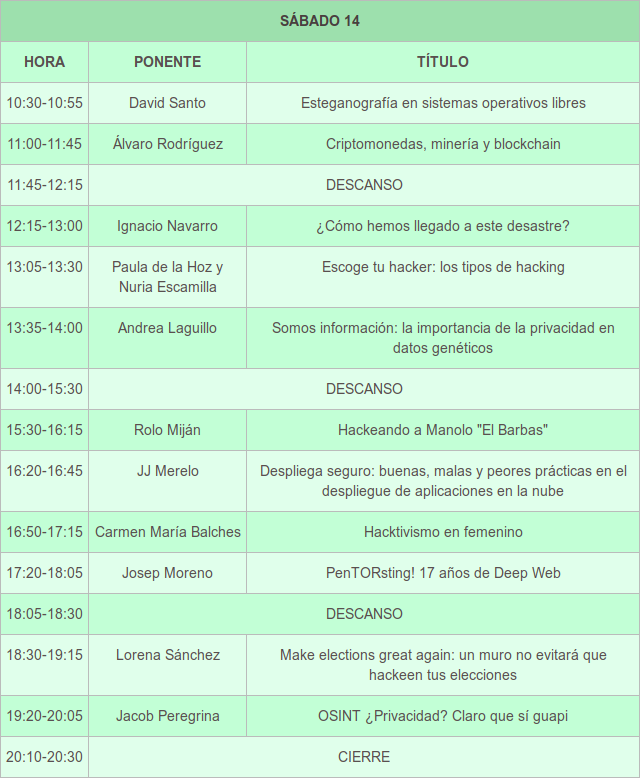 SÁBADO 14
HORA PONENTE TÍTULO
10:30-10:55 David Santo Esteganografía en sistemas operativos libres
11:00-11:45 Álvaro Rodríguez Criptomonedas, minería y blockchain
11:45-12:15 DESCANSO
12:15-13:00 Ignacio Navarro ¿Cómo hemos llegado a este desastre?
13:05-13:30 Paula de la Hoz y Escoge tu hacker: los tipos de hacking
Nuria Escamilla
13:35-14:00 Andrea Laguillo Somos información: la importancia de la privacidad en
datos genéticos
14:00-15:30 DESCANSO
15:30-16:15 Rolo Miján Hackeando a Manolo "El Barbas"
16:20-16:45 JJ Merelo Despliega seguro: buenas, malas y peores prácticas en el
despliegue de aplicaciones en la nube
16:50-17:15 Carmen María Balches Hacktivismo en femenino
17:20-18:05 Josep Moreno PenTORsting! 17 años de Deep Web
18:05-18:30 DESCANSO
18:30-19:15 Lorena Sánchez Make elections great again: un muro no evitará que
hackeen tus elecciones
19:20-20:05 Jacob Peregrina OSINT ¿Privacidad? Claro que sí guapi
20:10-20:30 CIERRE